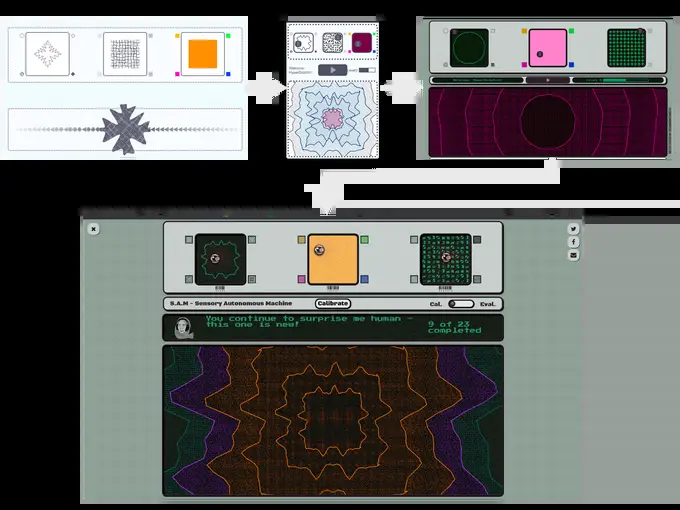 S.A.M - Sensory Autonomous Machine
Calibrate
Cal.
Eval.
You continue to surprise me human -
this one is new!
9 of 23
completed